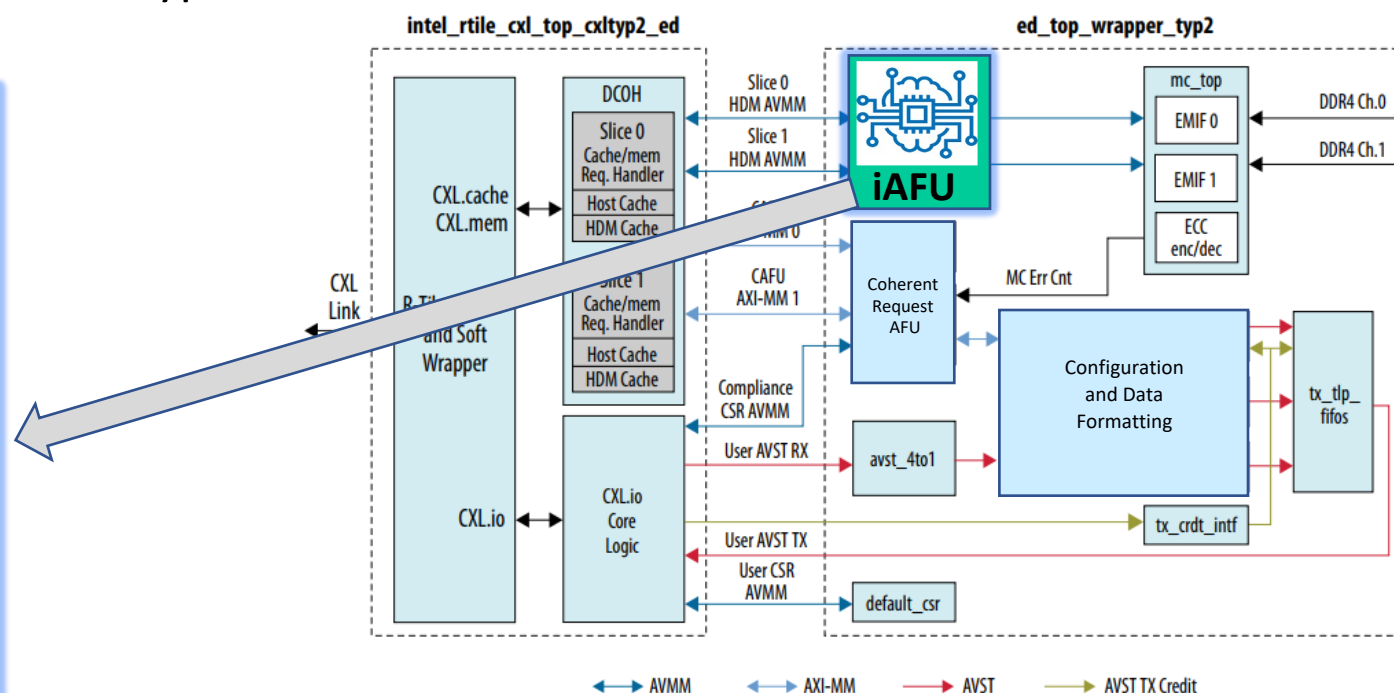 intel_rtile_cxl_top_cxltyp2_ed
ed_top_wrapper_typ2
DCOH
Slice 0
Cache/mem
Req. Handler
Host Cache
HDM Cache
Slice 1
Cache/mem
Req. Handler
Host Cache
HDM Cache
CXL.cache
CXL.mem
CXL
Link
and Soft
Wrapper
CXL.io
CXL.io
Core
Logic
Slice 0
HDM AVMM
Slice 1
HDM AVMM
CAFU
AXI-MM 1
Compliance
CSR AVMM
User AVST RX
User AVST TX
User CSR
AVMM
iAFU
mc_top
EMIF 0
EMIF 1
ECC
enc/dec
DDR4 Ch.0
DDR4 Ch.1
MC Err Cnt
Coherent
Request
AFU
Configuration
and Data
Formatting
tx_tlp_
fifos
avst_4to1
tx_crdt_intf
default_csr
AVMM
AXI-MM
AVST
AVST TX Credit